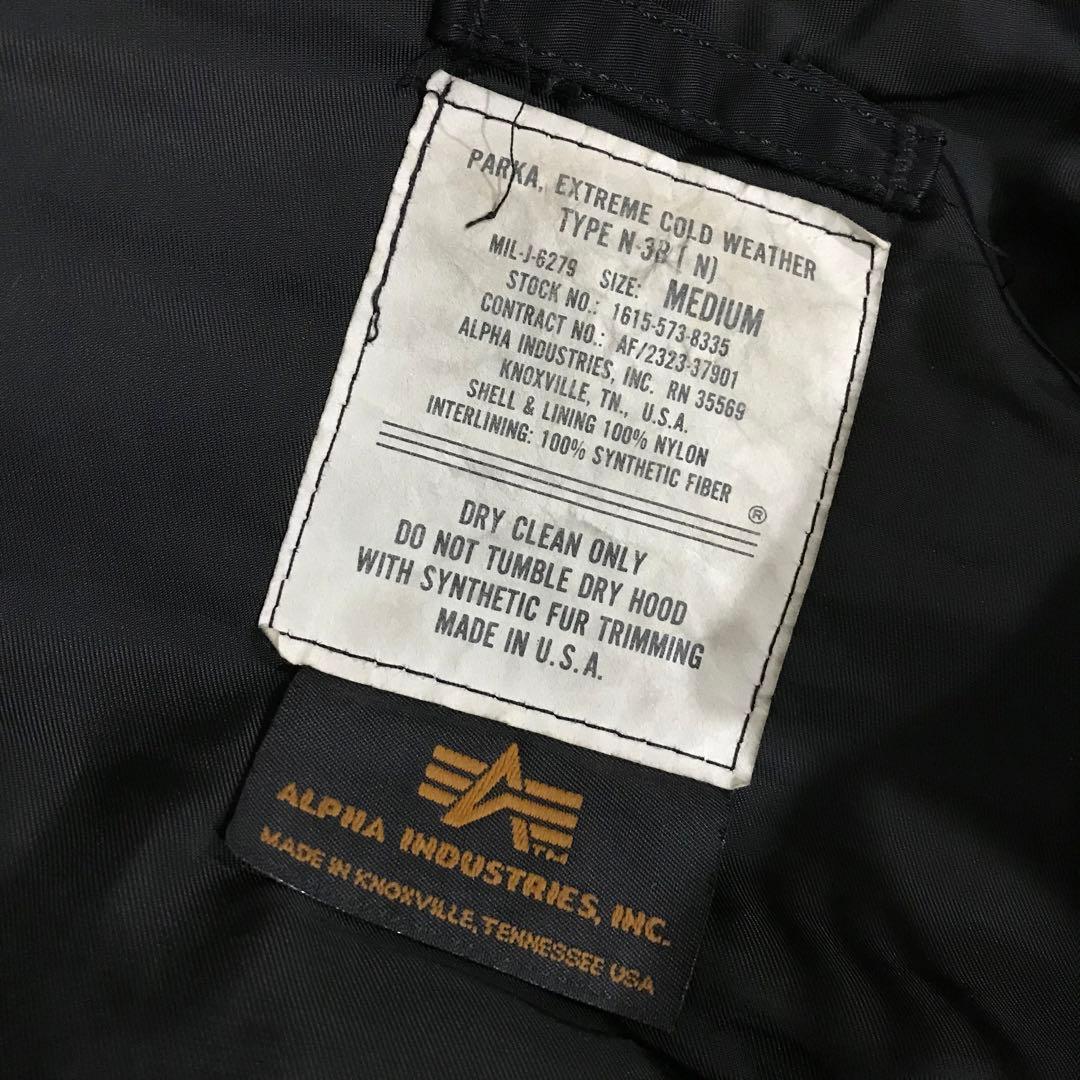 PARKA, EXTREME COLD WEATHER
TYPE N-3B ( N)
MIL-J-6279 SIZE: MEDIUM
STOCK NO.: 1615-573-8335
CONTRACT NO.: AF/2323-37901
ALPHA INDUSTRIES, INC. RN 35569
KNOXVILLE, TN., U.S.A.
SHELL & LINING 100% NYLON
INTERLINING: 100% SYNTHETIC FIBER
®
DRY CLEAN ONLY
DO NOT TUMBLE DRY HOOD
WITH SYNTHETIC FUR TRIMMING
MADE IN U.S.A.
TM
ALPHA INDUSTRIES, INC.
MADE IN KNOXVILLE, TENNESSEE USA